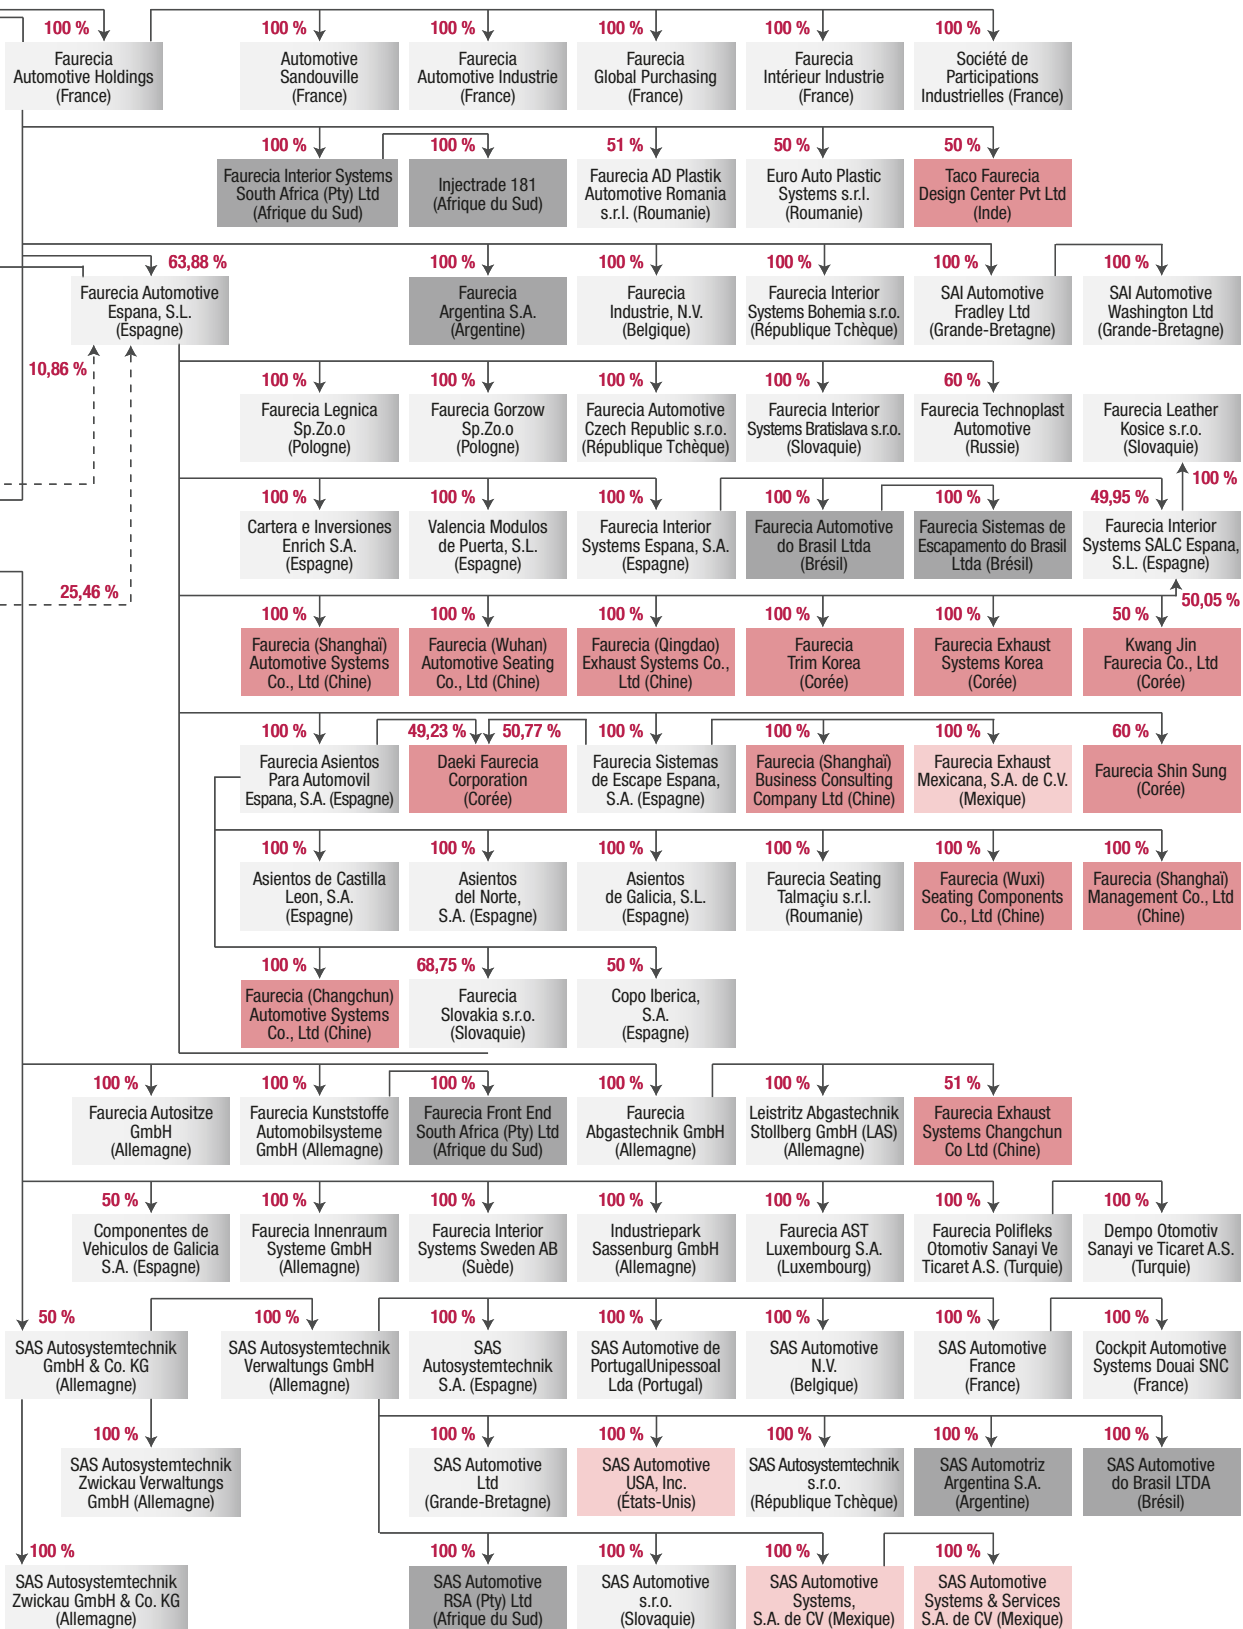 100 %
100 %
100 %
100 %
100 %
100 %
Faurecia
Automotive Holdings
(France)
Automotive
Sandouville
(France)
Faurecia
Automotive Industrie
(France)
Faurecia
Global Purchasing
(France)
Faurecia
Intérieur Industrie
(France)
Société de
Participations
Industrielles (France)
100 %
100 %
51 %
50 %
50 %
Faurecia Interior Systems
South Africa (Pty) Ltd
(Afrique du Sud)
Injectrade 181
(Afrique du Sud)
Faurecia AD Plastik
Automotive Romania
s.r.l. (Roumanie)
Euro Auto Plastic
Systems s.r.l.
(Roumanie)
Taco Faurecia
Design Center Pvt Ltd
(Inde)
63,88 %
100 %
100 %
100 %
100 %
100 %
Faurecia Automotive
Espana, S.L.
(Espagne)
Faurecia
Argentina S.A.
(Argentine)
Faurecia
Industrie, N.V.
(Belgique)
Faurecia Interior
Systems Bohemia s.r.o.
(République Tchèque)
SAI Automotive
Fradley Ltd
(Grande-Bretagne)
SAI Automotive
Washington Ltd
(Grande-Bretagne)
10,86 %
100 %
100 %
100 %
100 %
60 %
Faurecia Legnica
Sp.Zo.o
(Pologne)
Faurecia Gorzow
Sp.Zo.o
(Pologne)
Faurecia Automotive
Czech Republic s.r.o.
(République Tchèque)
Faurecia Interior
Systems Bratislava s.r.o.
(Slovaquie)
Faurecia Technoplast
Automotive
(Russie)
Faurecia Leather
Kosice s.r.o.
(Slovaquie)
100 %
100 %
100 %
100 %
100 %
100 %
49,95 %
Cartera e Inversiones
Enrich S.A.
(Espagne)
Valencia Modulos
de Puerta, S.L.
(Espagne)
Faurecia Interior
Systems Espana, S.A.
(Espagne)
Faurecia Automotive
do Brasil Ltda
(Brésil)
Faurecia Sistemas de
Escapamento do Brasil
Ltda (Brésil)
Faurecia Interior
Systems SALC Espana,
S.L. (Espagne)
25,46 %
50,05 %
100 %
100 %
100 %
100 %
100 %
50 %
Faurecia (Shanghaï)
Automotive Systems
Co., Ltd (Chine)
Faurecia (Wuhan)
Automotive Seating
Co., Ltd (Chine)
Faurecia (Qingdao)
Exhaust Systems Co.,
Ltd (Chine)
Faurecia
Trim Korea
(Corée)
Faurecia Exhaust
Systems Korea
(Corée)
Kwang Jin
Faurecia Co., Ltd
(Corée)
100 %
49,23 %
50,77 %
100 %
100 %
100 %
60 %
Faurecia Asientos
Para Automovil
Espana, S.A. (Espagne)
Daeki Faurecia
Corporation
(Corée)
Faurecia Sistemas
de Escape Espana,
S.A. (Espagne)
Faurecia (Shanghaï)
Business Consulting
Company Ltd (Chine)
Faurecia Exhaust
Mexicana, S.A. de C.V.
(Mexique)
Faurecia Shin Sung
(Corée)
100 %
100 %
100 %
100 %
100 %
100 %
Asientos de Castilla
Leon, S.A.
(Espagne)
Asientos
del Norte,
S.A. (Espagne)
Asientos
de Galicia, S.L.
(Espagne)
Faurecia Seating
Talmaçiu s.r.l.
(Roumanie)
Faurecia (Wuxi)
Seating Components
Co., Ltd (Chine)
Faurecia (Shanghaï)
Management Co., Ltd
(Chine)
100 %
68,75 %
50 %
Faurecia (Changchun)
Automotive Systems
Co., Ltd (Chine)
Faurecia
Slovakia s.r.o.
(Slovaquie)
Copo Iberica,
S.A.
(Espagne)
100 %
100 %
100 %
100 %
100 %
51 %
Faurecia Autositze
GmbH
(Allemagne)
Faurecia Kunststoffe
Automobilsysteme
GmbH (Allemagne)
Faurecia Front End
South Africa (Pty) Ltd
(Afrique du Sud)
Faurecia
Abgastechnik GmbH
(Allemagne)
Leistritz Abgastechnik
Stollberg GmbH (LAS)
(Allemagne)
Faurecia Exhaust
Systems Changchun
Co Ltd (Chine)
50 %
100 %
100 %
100 %
100 %
100 %
100 %
Componentes de
Vehiculos de Galicia
S.A. (Espagne)
Faurecia Innenraum
Systeme GmbH
(Allemagne)
Faurecia Interior
Systems Sweden AB
(Suède)
Industriepark
Sassenburg GmbH
(Allemagne)
Faurecia AST
Luxembourg S.A.
(Luxembourg)
Faurecia Polifleks
Otomotiv Sanayi Ve
Ticaret A.S. (Turquie)
Dempo Otomotiv
Sanayi ve Ticaret A.S.
(Turquie)
50 %
100 %
100 %
100 %
100 %
100 %
100 %
SAS Autosystemtechnik
GmbH & Co. KG
(Allemagne)
SAS Autosystemtechnik
Verwaltungs GmbH
(Allemagne)
SAS
Autosystemtechnik
S.A. (Espagne)
SAS Automotive de
PortugalUnipessoal
Lda (Portugal)
SAS Automotive
N.V.
(Belgique)
SAS Automotive
France
(France)
Cockpit Automotive
Systems Douai SNC
(France)
100 %
100 %
100 %
100 %
100 %
100 %
SAS Autosystemtechnik
Zwickau Verwaltungs
GmbH (Allemagne)
SAS Automotive
Ltd
(Grande-Bretagne)
SAS Automotive
USA, Inc.
(États-Unis)
SAS Autosystemtechnik
s.r.o.
(République Tchèque)
SAS Automotriz
Argentina S.A.
(Argentine)
SAS Automotive
do Brasil LTDA
(Brésil)
100 %
100 %
100 %
100 %
100 %
SAS Autosystemtechnik
Zwickau GmbH & Co. KG
(Allemagne)
SAS Automotive
RSA (Pty) Ltd
(Afrique du Sud)
SAS Automotive
s.r.o.
(Slovaquie)
SAS Automotive
Systems,
S.A. de CV (Mexique)
SAS Automotive
Systems & Services
S.A. de CV (Mexique)